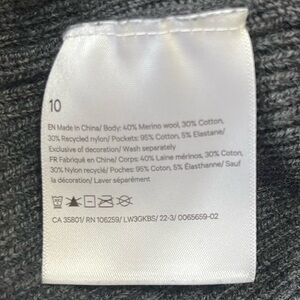 10
EN Made in China/ Body: 40% Merino wool, 30% Cotton,
30% Recycled nylon/ Pockets: 95% Cotton, 5% Elastane/
Exclusive of decoration/ Wash separately
FR Fabriqué en Chine/ Corps: 40% Laine mérinos, 30% Coton,
30% Nylon recyclé/ Poches: 95% Coton, 5% Élasthanne/ Sauf
la décoration/ Laver séparément
CA 35801/ RN 106259/ LW3GKBS/ 22-3/ 0065659-02